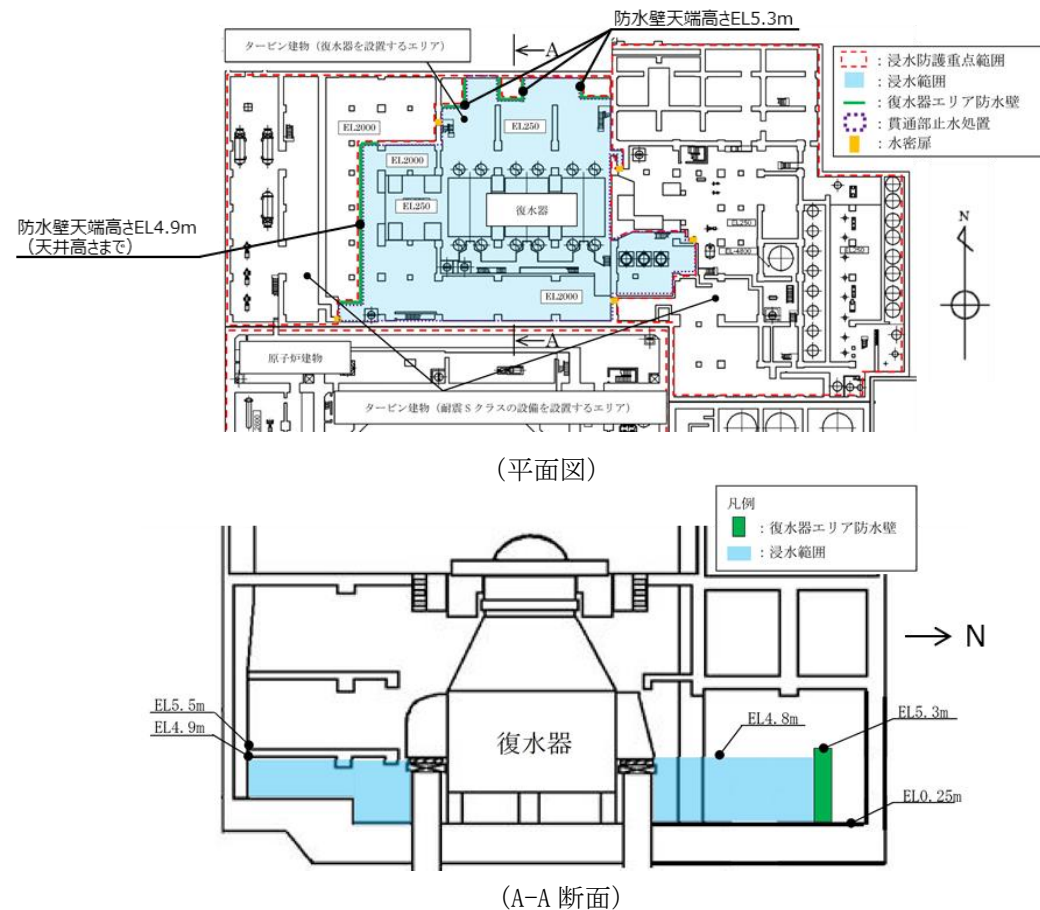 防水壁天端高さEL5.3m
タービン建物（復水器を設置するエリア）
A
：浸水防護重点範囲
：浸水範囲
：復水器エリア防水壁
：貫通部止水処置
：水密扉
EL2000
EL250
EL2000
EL250
復水器
防水壁天端高さEL4.9m
（天井高さまで）
EL250
EL-4800
EL250
N
EL2000
A
原子炉建物
タービン建物（耐震Ｓクラスの設備を設置するエリア）
（平面図）
凡例
：復水器エリア防水壁
：浸水範囲
N
EL5.5m
EL4.9m
復水器
EL4.8m
EL5.3m
EL0.25m
（A-A 断面）